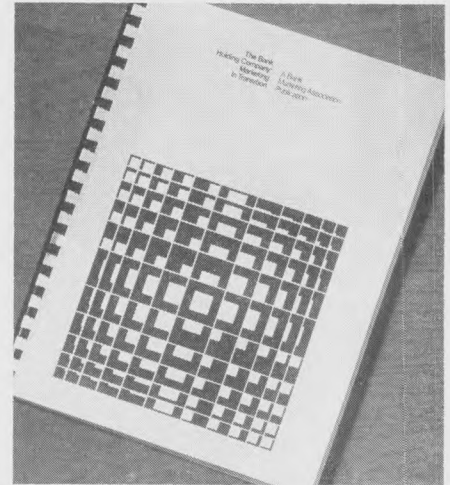 The Bank
Holding Company
Marketing
In Transition
A Bank
Marketing Association
Publication